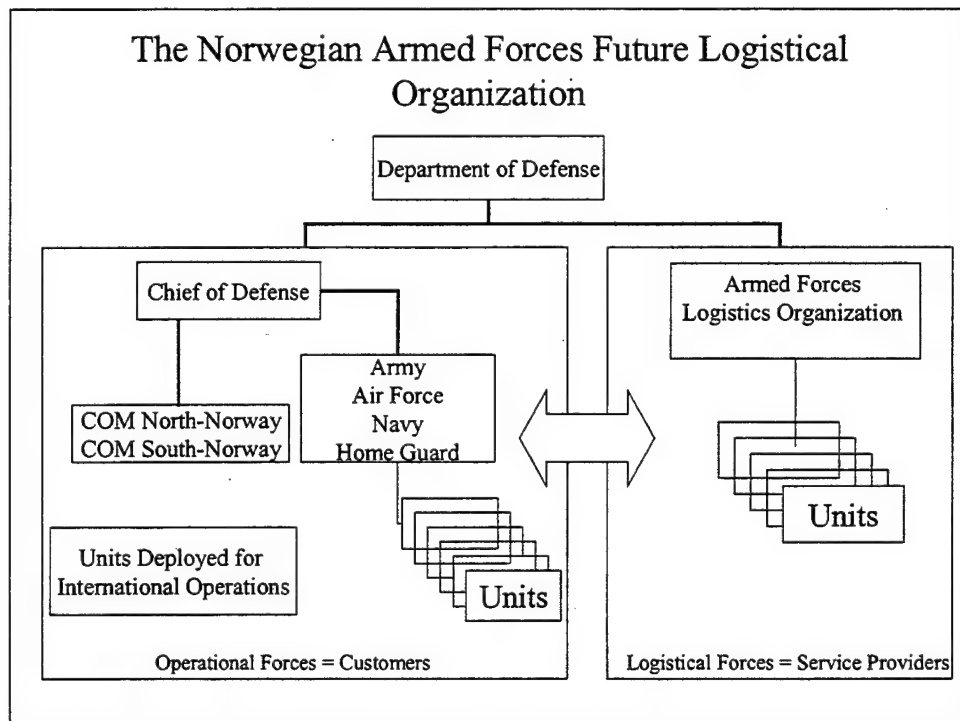 The Norwegian Armed Forces Future Logistical
Organization
Department of Defense
Chief of Defense
COM North-Norway
COM South-Norway
Army
Air Force
Navy
Home Guard
Units
Units Deployed for
International Operations
Operational Forces = Customers
Armed Forces
Logistics Organization
Units
Logistical Forces = Service Providers